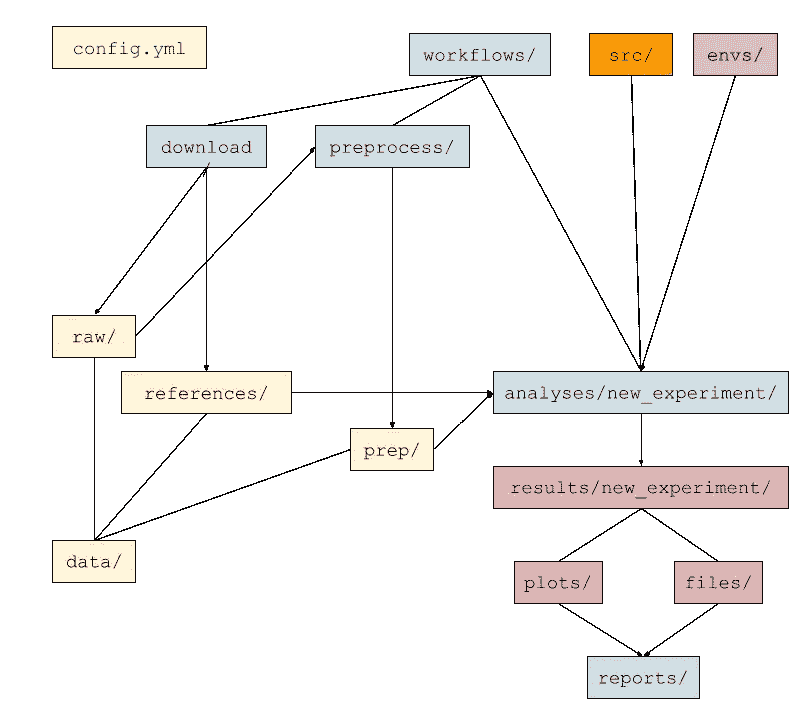 config.yml
workflows/
src/
envs/
download
preprocess/
raw/
references/
analyses/new_experiment/
prep/
results/new_experiment/
data/
plots/
files/
reports/